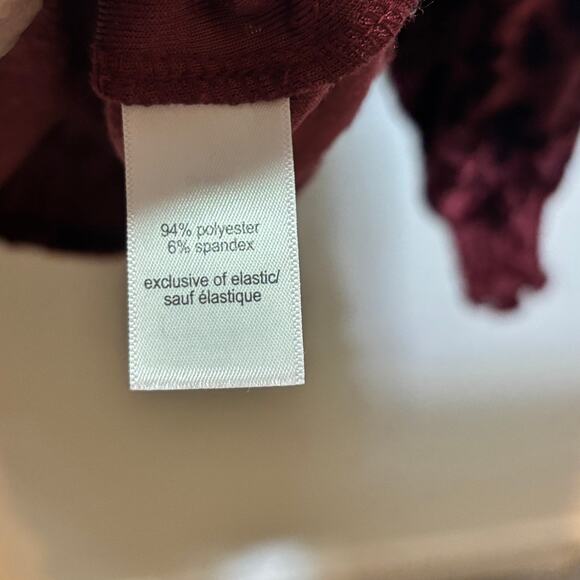 94% polyester
6% spandex
exclusive of elastic/
sauf élastique